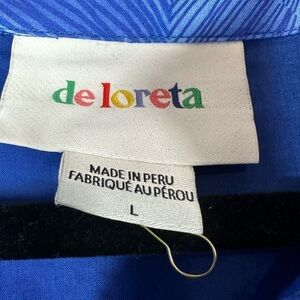 de loreta
MADE IN PERU
FABRIQUÉ AU PÉROU
L